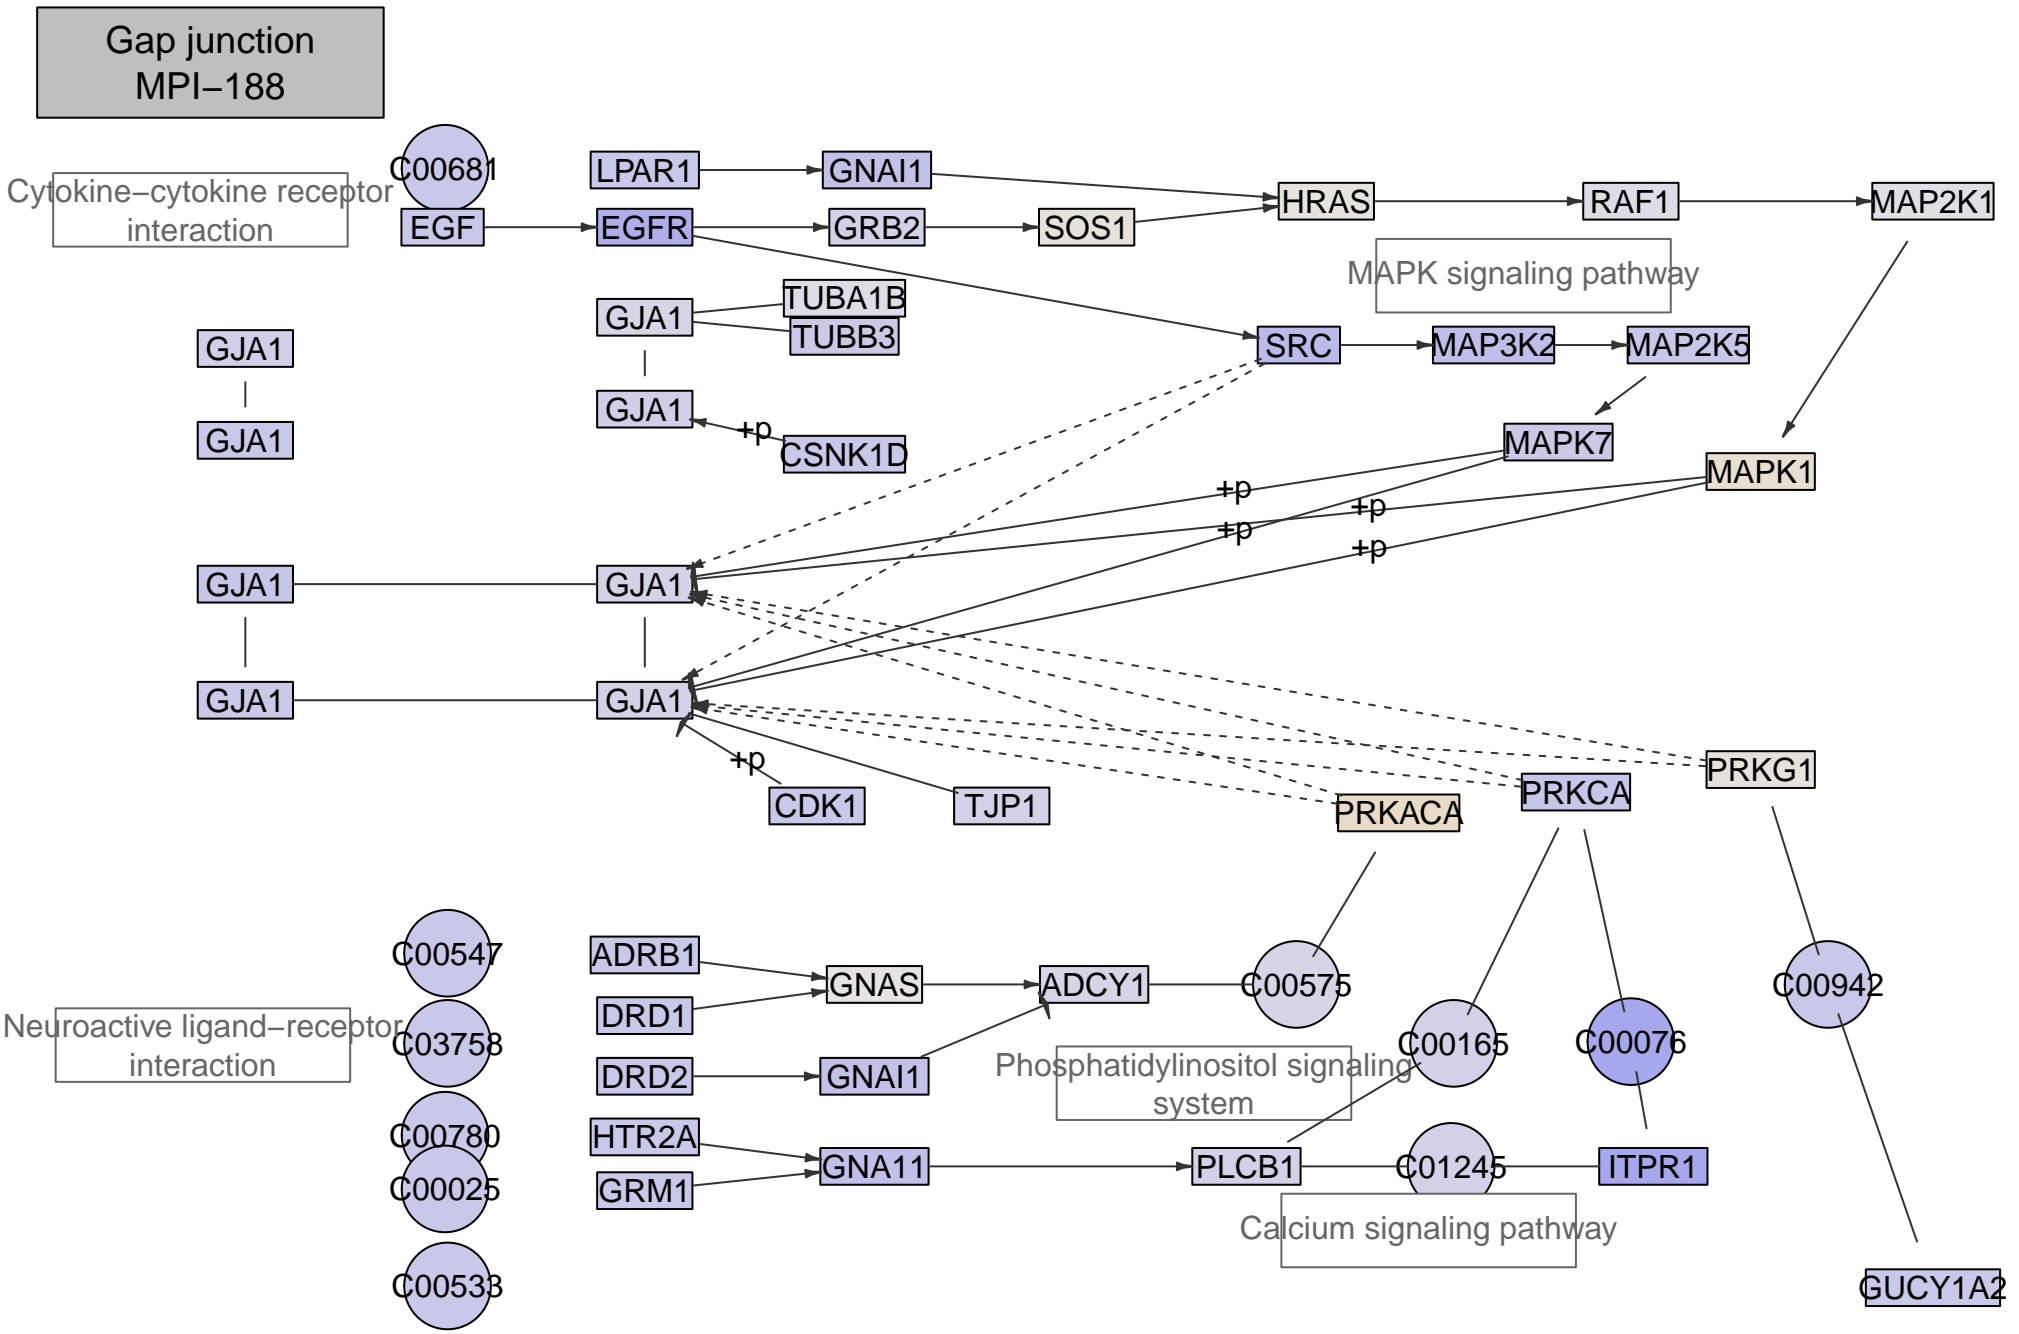 Gap junction
MPI−188
C00681
Cytokine−cytokine receptor
interaction
LPAR1
GNAI1
HRAS
RAF1
MAP2K1
EGF
EGFR
GRB2
SOS1
MAPK signaling pathway
GJA1
TUBA1B
TUBB3
SRC
MAP3K2
MAP2K5
GJA1
GJA1
+p
CSNK1D
GJA1
MAPK7
MAPK1
+p
+p
+p
+p
GJA1
GJA1
GJA1
GJA1
+p
CDK1
TJP1
PRKACA
PRKCA
PRKG1
C00547
ADRB1
GNAS
ADCY1
C00575
C00942
Neuroactive ligand−receptor
interaction
C03758
DRD1
DRD2
GNAI1
Phosphatidylinositol signaling
system
C00165
C00076
C00780
HTR2A
GNA11
PLCB1
C01245
ITPR1
C00025
GRM1
Calcium signaling pathway
C00533
GUCY1A2